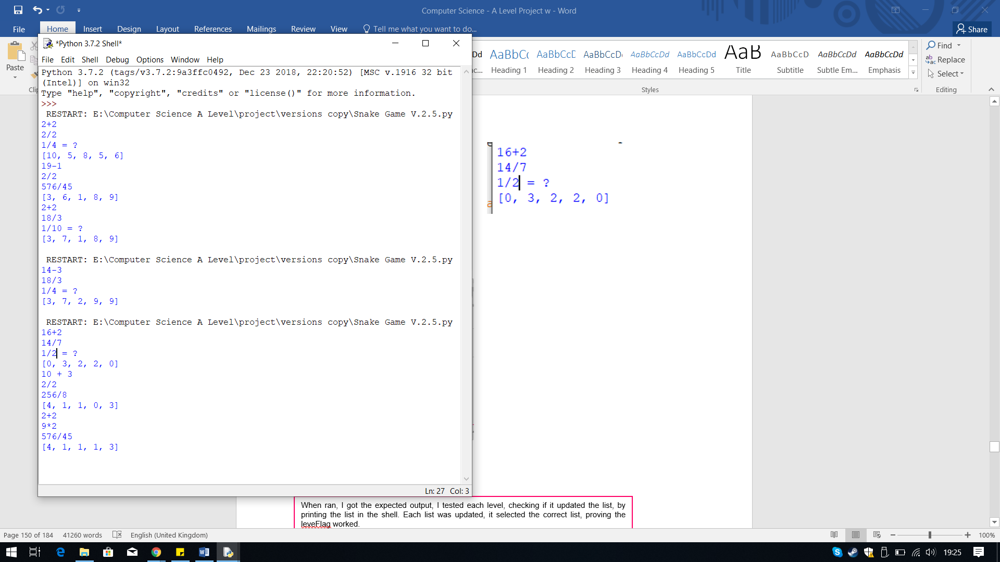 Computer Science - A Level Project w - Word
File Home Insert Design Layout References Mailings Review View Tell me what you want to do... Share
Paste
AaBbCc AaBbCcD AaBbCcDc AaBbCcDd AaBbCcDd AaB AaBbCcD AaBbCcDd AaBbCcDd
Heading 1 Heading 2 Heading 3 Heading 4 Heading 5 Title Subtitle Subtle Em... Emphasis
Styles
Find
Replace
Select
Editing
*Python 3.7.2 Shell*
File Edit Shell Debug Options Window Help
Python 3.7.2 (tags/v3.7.2:9a3ffc0492, Dec 23 2018, 22:20:52) [MSC v.1916 32 bit
(Intel)] on win32
Type "help", "copyright", "credits" or "license()" for more information.
>>>
RESTART: E:\Computer Science A Level\project\versions copy\Snake Game V.2.5.py
2+2
2/2
1/4 = ?
[10, 5, 8, 5, 6]
19-1
2/2
576/45
[3, 6, 1, 8, 9]
2+2
18/3
1/10 = ?
[3, 7, 1, 8, 9]
RESTART: E:\Computer Science A Level\project\versions copy\Snake Game V.2.5.py
14-3
18/3
1/4 = ?
[3, 7, 2, 9, 9]
RESTART: E:\Computer Science A Level\project\versions copy\Snake Game V.2.5.py
16+2
14/7
1/2 = ?
[0, 3, 2, 2, 0]
10 + 3
2/2
256/8
[4, 1, 1, 0, 3]
2+2
9*2
576/45
[4, 1, 1, 1, 3]
Ln: 27 Col: 3
16+2
14/7
1/2 = ?
[0, 3, 2, 2, 0]
When ran, I got the expected output, I tested each level, checking if it updated the list, by
printing the list in the shell. Each list was updated, it selected the correct list, proving the
leveFlag worked.
Page 150 of 184 41260 words English (United Kingdom) 100%
19:25